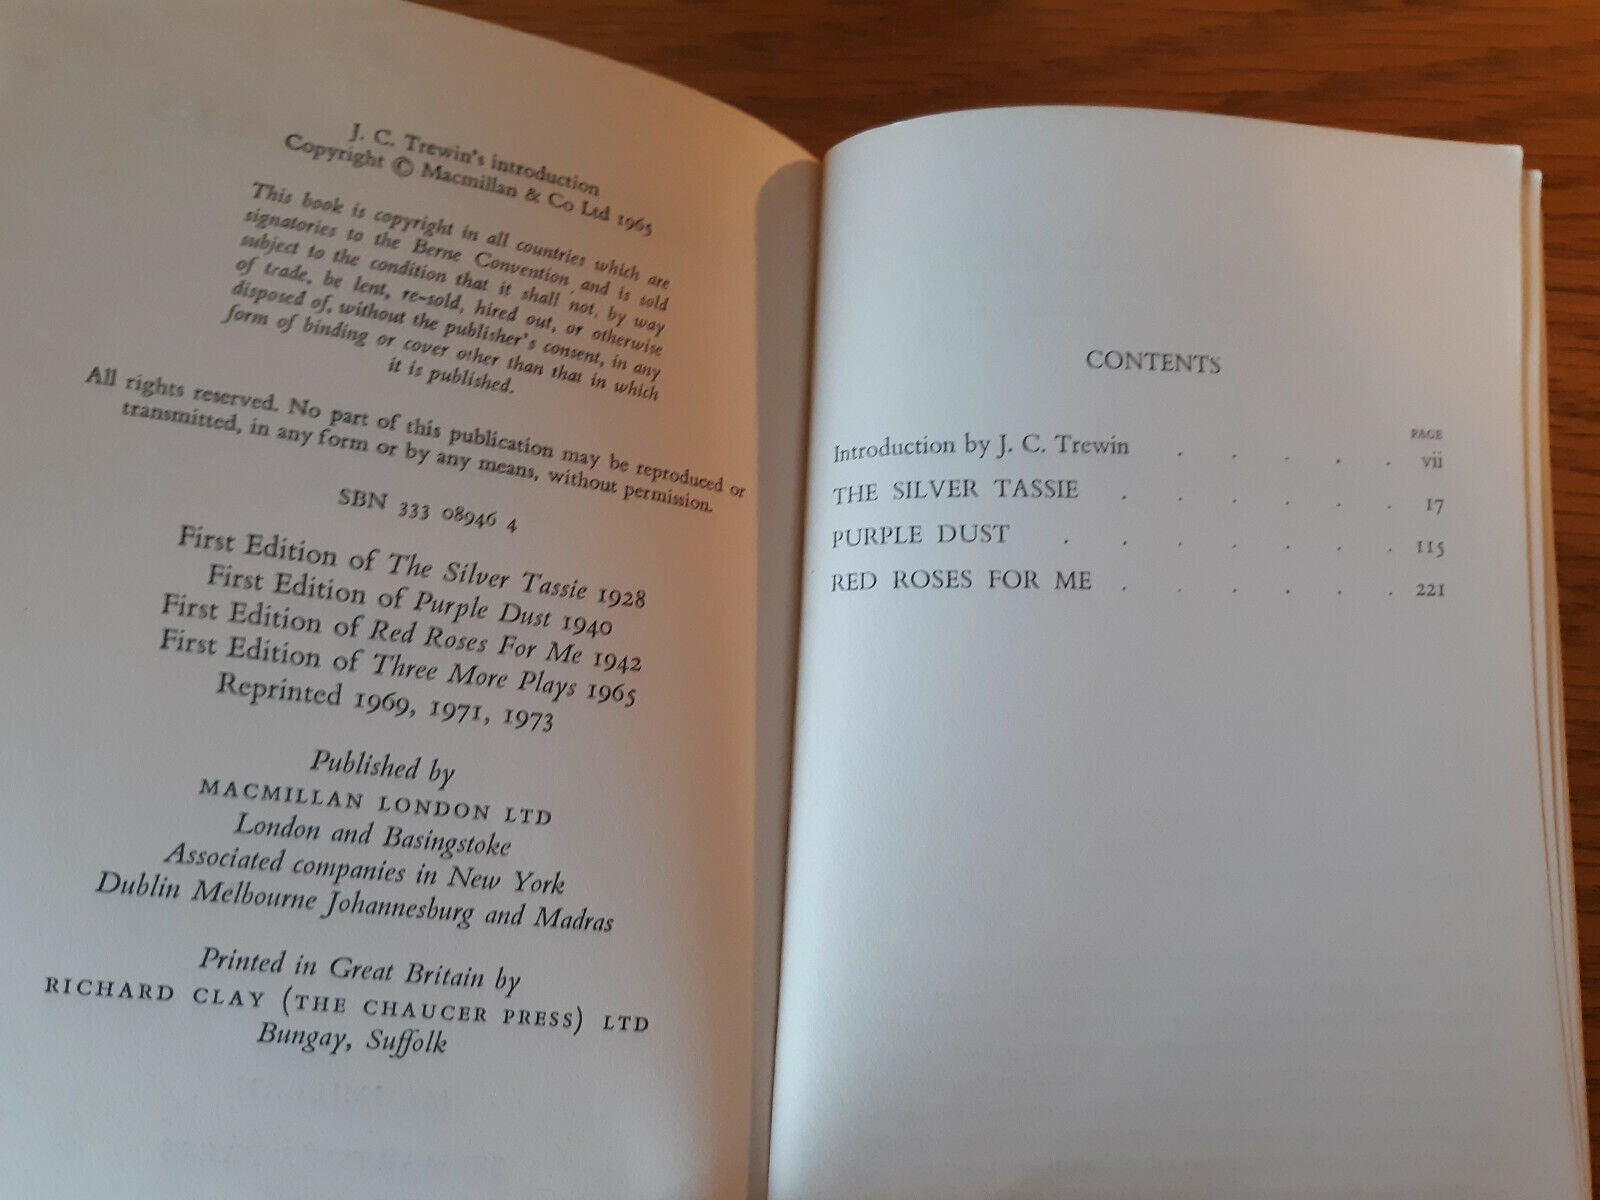 J. C. Trewin's introduction
Copyright © Macmillan & Co Ltd 1965
This book is copyright in all countries which are
signatories to the Berne Convention and is sold
subject to the condition that it shall not, by way
of trade, be lent, re-sold, hired out, or otherwise
disposed of, without the publisher's consent, in any
form of binding or cover other than that in which
it is published.
All rights reserved. No part of this publication may be reproduced or
transmitted, in any form or by any means, without permission.
SBN 333 08946 4
First Edition of The Silver Tassie 1928
First Edition of Purple Dust 1940
First Edition of Red Roses For Me 1942
First Edition of Three More Plays 1965
Reprinted 1969, 1971, 1973
Published by
MACMILLAN LONDON LTD
London and Basingstoke
Associated companies in New York
Dublin Melbourne Johannesburg and Madras
Printed in Great Britain by
RICHARD CLAY (THE CHAUCER PRESS) LTD
Bungay, Suffolk
CONTENTS
PAGE
Introduction by J. C. Trewin . . . . . vii
THE SILVER TASSIE . . . . . . 17
PURPLE DUST . . . . . . . 115
RED ROSES FOR ME . . . . . . 221